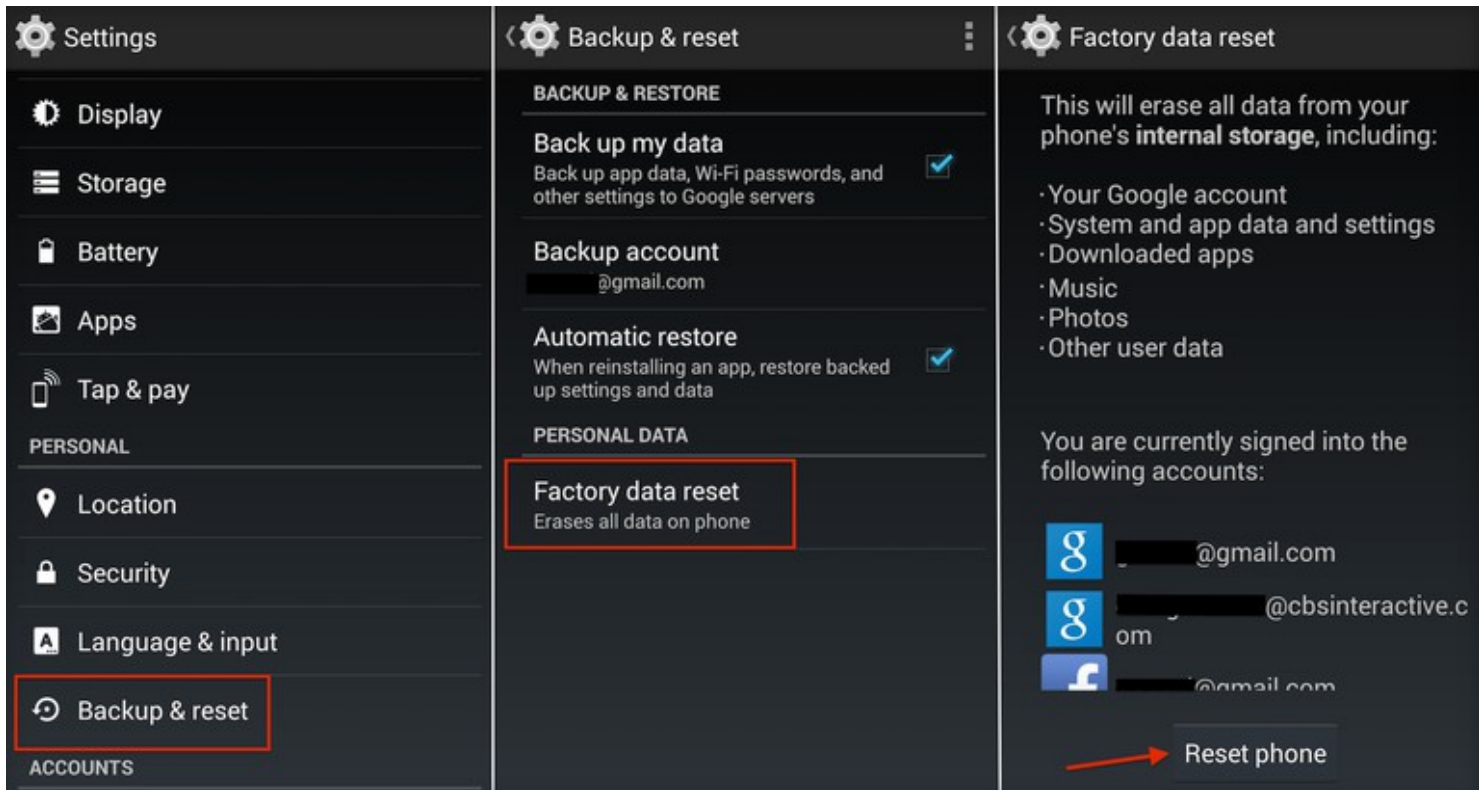 Settings
Display
Storage
Battery
Apps
Tap & pay
PERSONAL
Location
Security
Language & input
Backup & reset
ACCOUNTS
Backup & reset
BACKUP & RESTORE
Back up my data
Back up app data, Wi-Fi passwords, and
other settings to Google servers
Backup account
@gmail.com
Automatic restore
When reinstalling an app, restore backed
up settings and data
PERSONAL DATA
Factory data reset
Erases all data on phone
Factory data reset
This will erase all data from your
phone's internal storage, including:
·Your Google account
·System and app data and settings
·Downloaded apps
·Music
·Photos
·Other user data
You are currently signed into the
following accounts:
@gmail.com
@cbsinteractive.c
om
@gmail.com
Reset phone